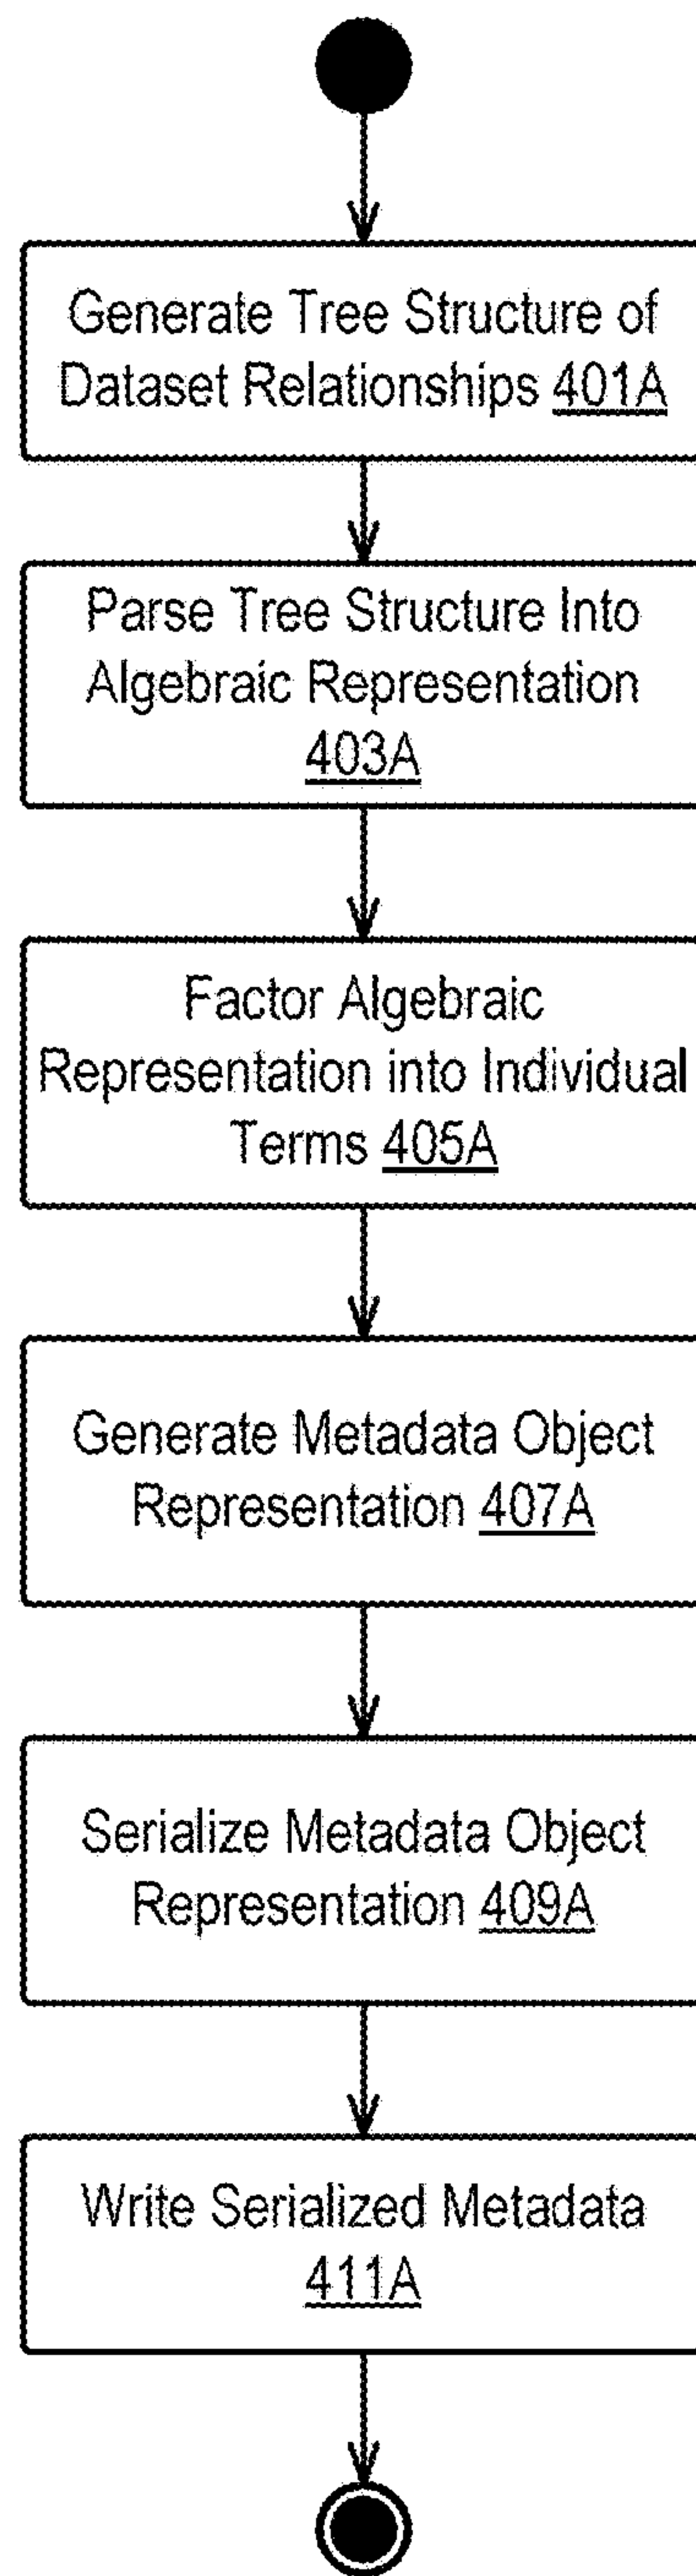 Generate Tree Structure of
Dataset Relationships 401A
Parse Tree Structure Into
Algebraic Representation
403A
Factor Algebraic
Representation into Individual
Terms 405A
Generate Metadata Object
Representation 407A
Serialize Metadata Object
Representation 409A
Write Serialized Metadata
411A